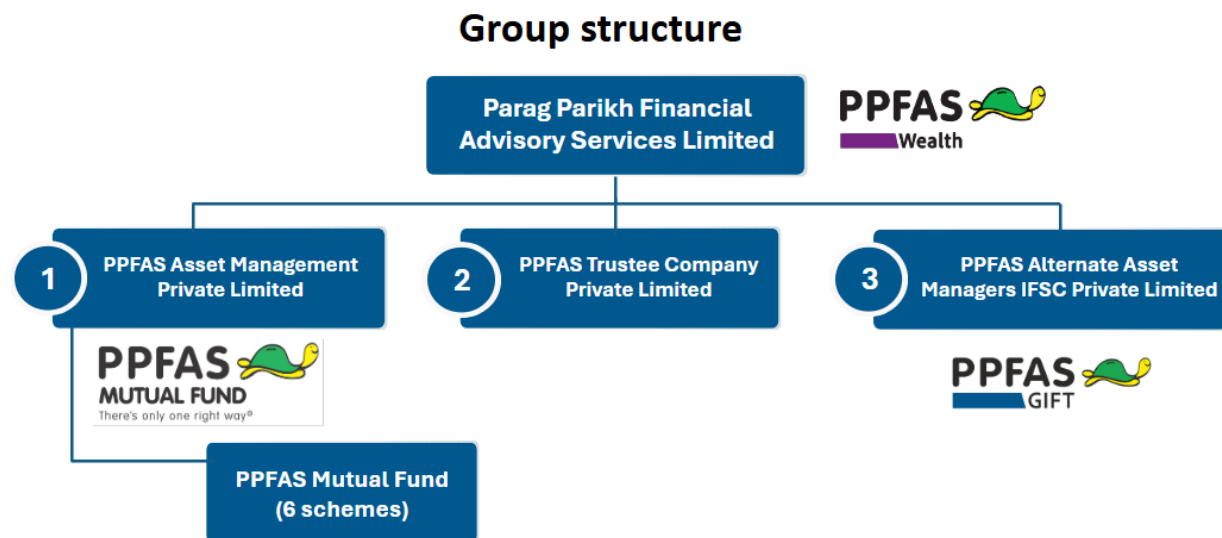 Group structure
Parag Parikh Financial
Advisory Services Limited
PPFAS
Wealth
1
PPFAS Asset Management
Private Limited
2
PPFAS Trustee Company
Private Limited
3
PPFAS Alternate Asset
Managers IFSC Private Limited
PPFAS
MUTUAL FUND
There's only one right way®
PPFAS
GIFT
PPFAS Mutual Fund
(6 schemes)